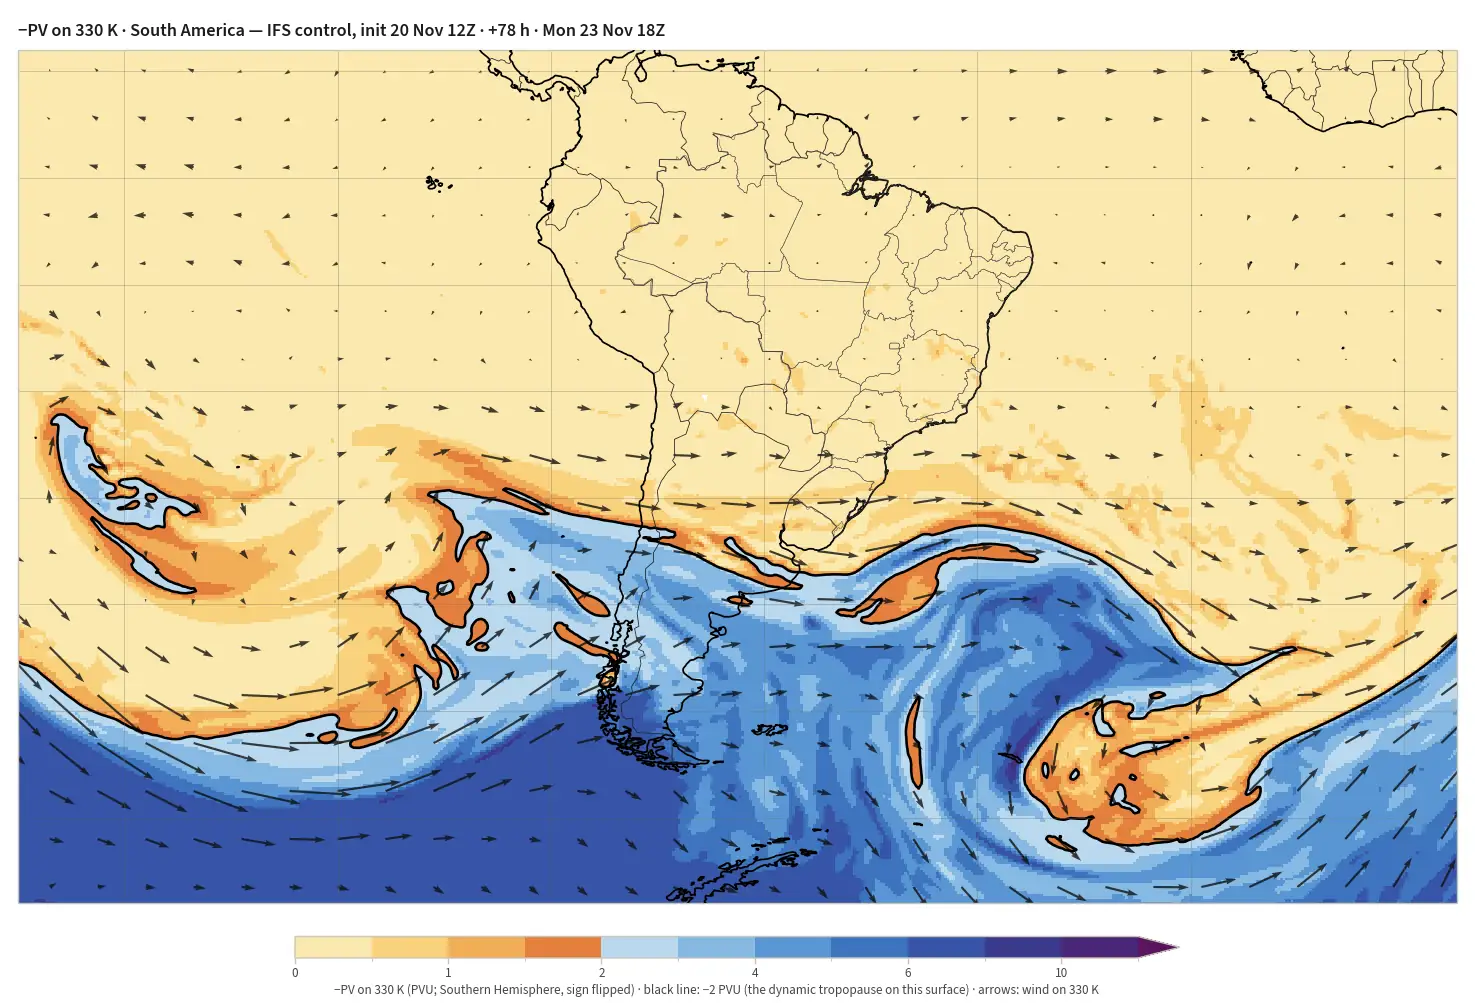 −PV on 330 K · South America — IFS control, init 20 Nov 12Z · +78 h · Mon 23 Nov 18Z
0 1 2 4 6 10
−PV on 330 K (PVU; Southern Hemisphere, sign flipped) · black line: −2 PVU (the dynamic tropopause on this surface) · arrows: wind on 330 K